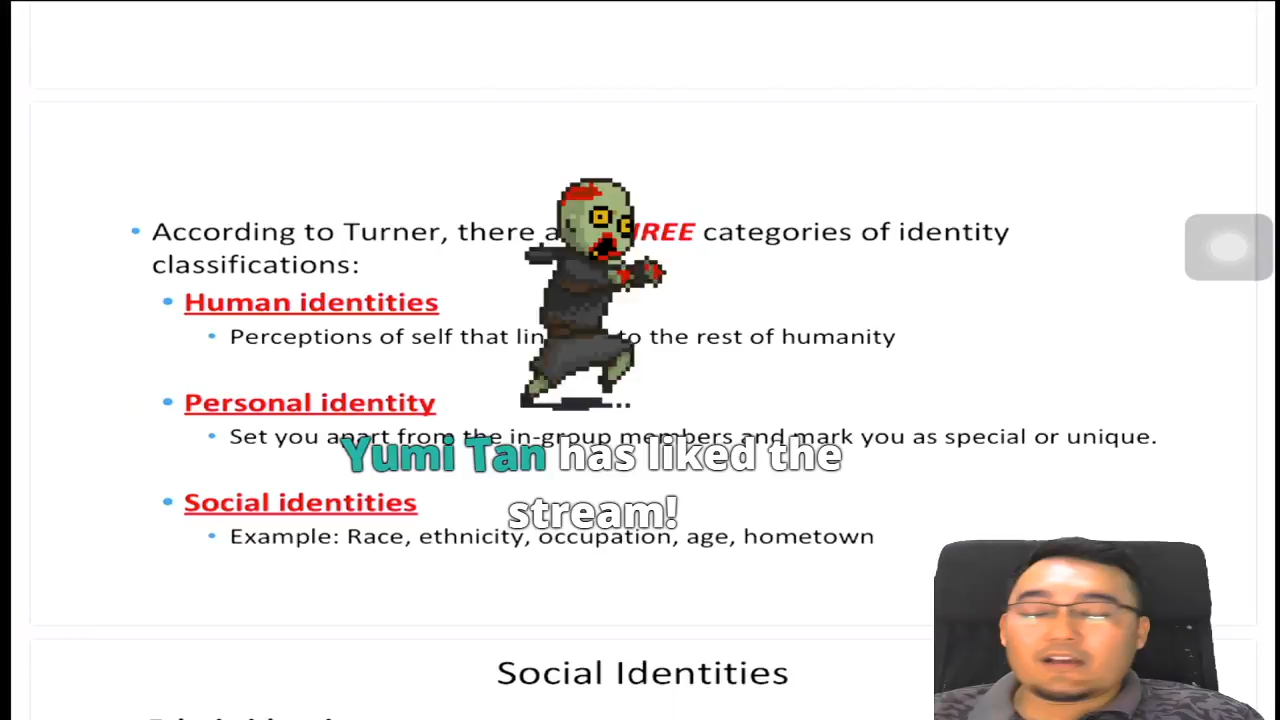 • According to Turner, there a HREE categories of identity
classifications:
• Human identities
• Perceptions of self that lin to the rest of humanity
• Personal identity
• Set you apart from the in-group members and mark you as special or unique.
Yumi Tan has liked the
stream!
• Social identities
• Example: Race, ethnicity, occupation, age, hometown
Social Identities